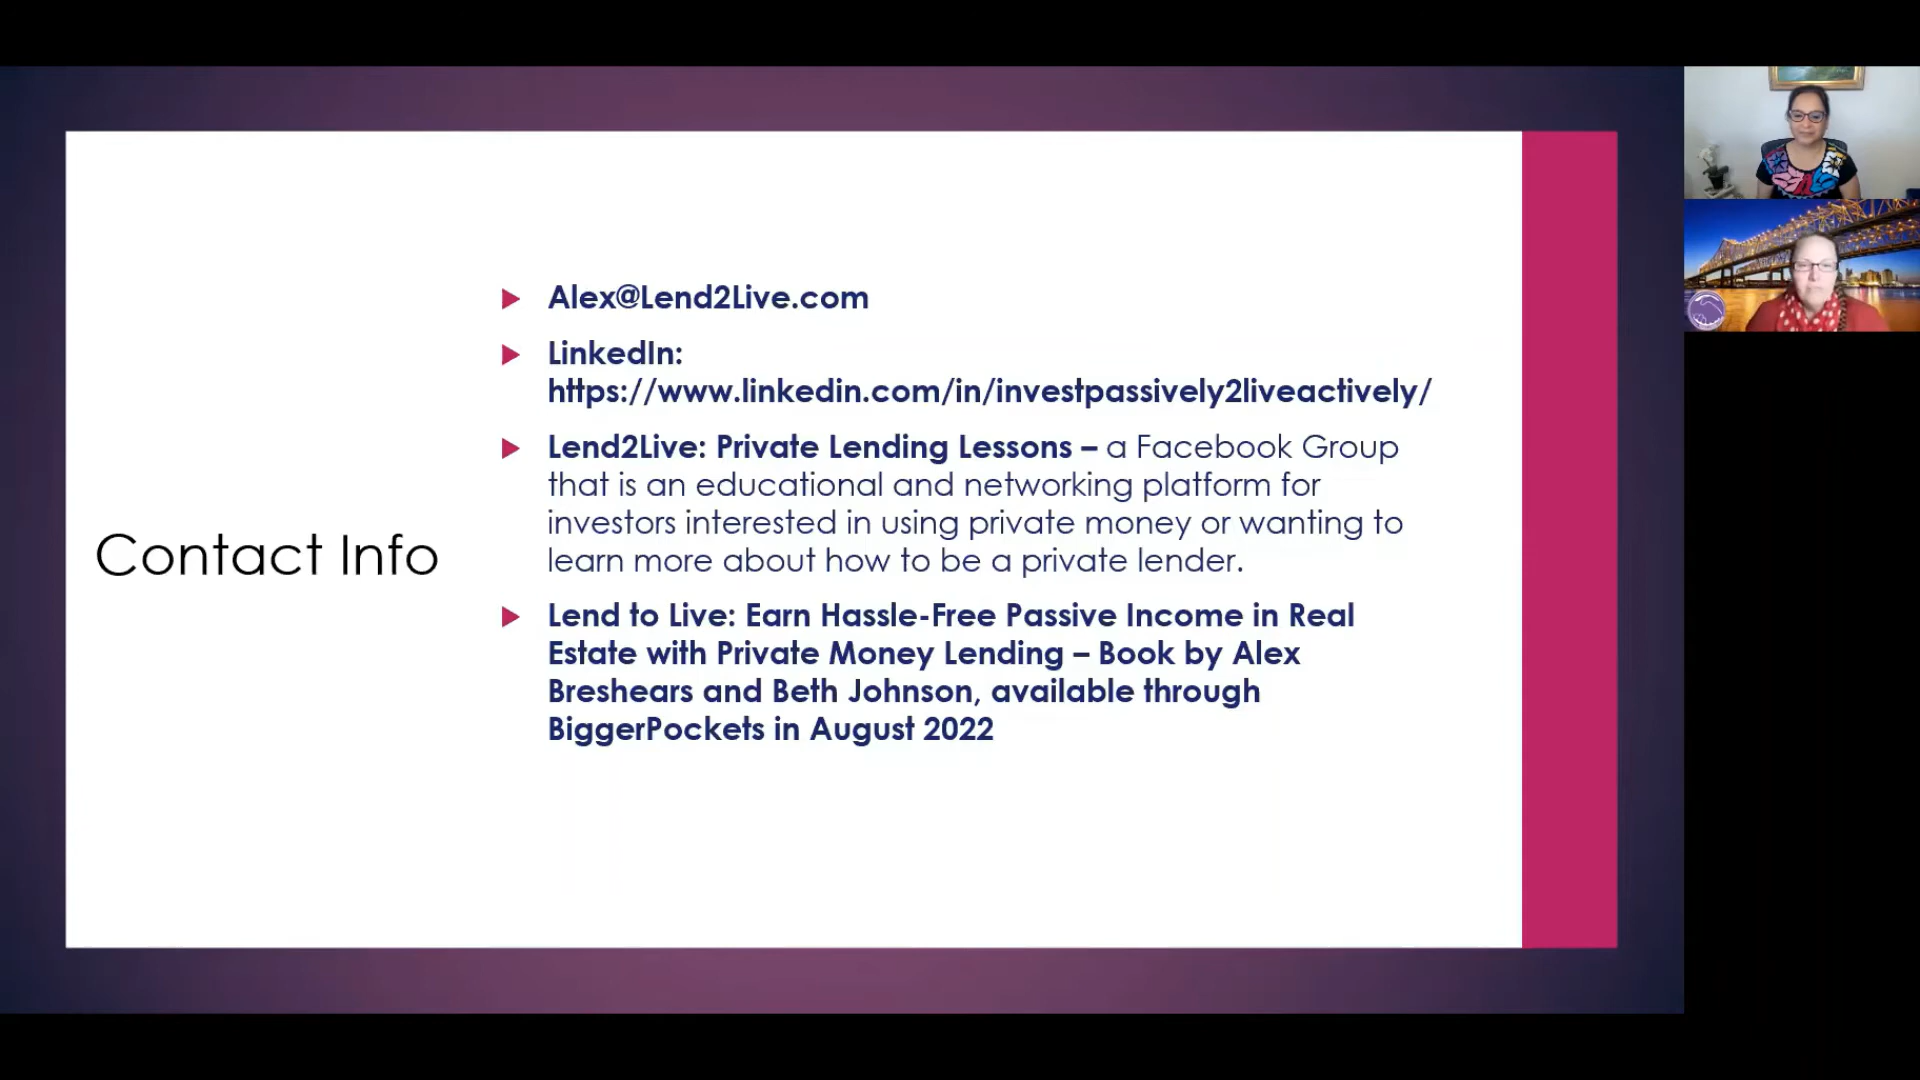 Contact Info
Alex@Lend2Live.com
LinkedIn:
https://www.linkedin.com/in/investpassively2liveactively/
Lend2Live: Private Lending Lessons – a Facebook Group
that is an educational and networking platform for
investors interested in using private money or wanting to
learn more about how to be a private lender.
Lend to Live: Earn Hassle-Free Passive Income in Real
Estate with Private Money Lending – Book by Alex
Breshears and Beth Johnson, available through
BiggerPockets in August 2022